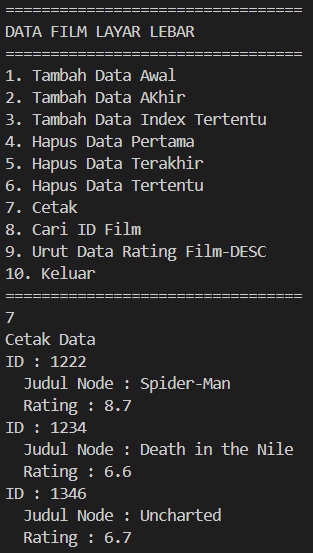 =================================
DATA FILM LAYAR LEBAR
=================================
1. Tambah Data Awal
2. Tambah Data AKhir
3. Tambah Data Index Tertentu
4. Hapus Data Pertama
5. Hapus Data Terakhir
6. Hapus Data Tertentu
7. Cetak
8. Cari ID Film
9. Urut Data Rating Film-DESC
10. Keluar
=================================
7
Cetak Data
ID : 1222
  Judul Node : Spider-Man
  Rating : 8.7
ID : 1234
  Judul Node : Death in the Nile
  Rating : 6.6
ID : 1346
  Judul Node : Uncharted
  Rating : 6.7